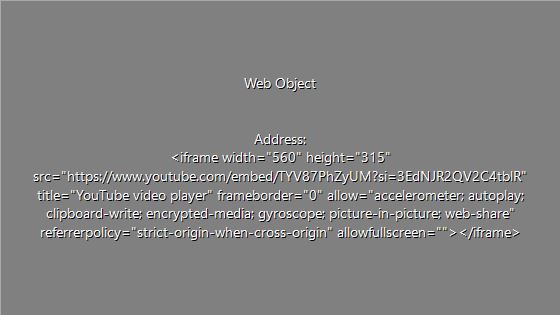 Web Object
Address:
<iframe width="560" height="315"
src="https://www.youtube.com/embed/TYV87PhZyUM?si=3EdNJR2QV2C4tblR"
title="YouTube video player" frameborder="0" allow="accelerometer; autoplay;
clipboard-write; encrypted-media; gyroscope; picture-in-picture; web-share"
referrerpolicy="strict-origin-when-cross-origin" allowfullscreen=""></iframe>